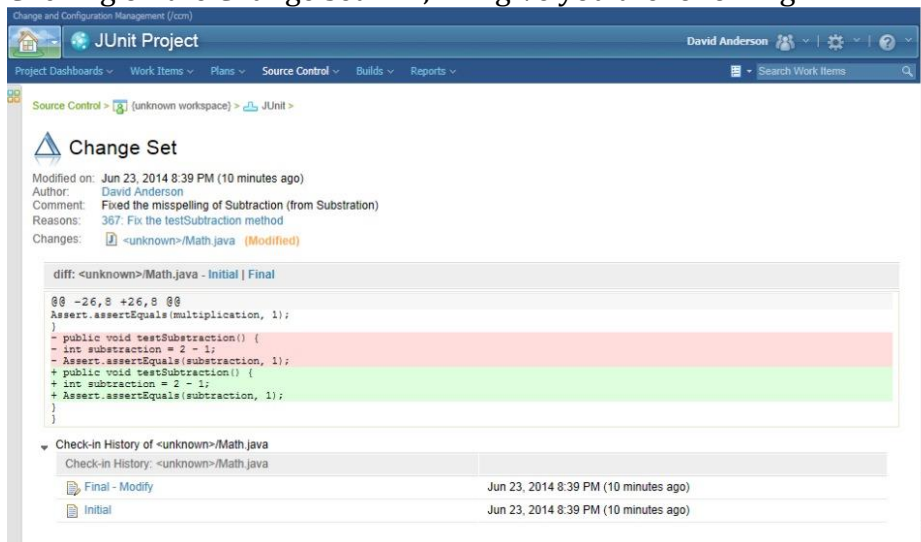 Change and Configuration Management (/ccm)
JUnit Project
David Anderson
Project Dashboards Work Items Plans Source Control Builds Reports
Search Work Items
Source Control > (unknown workspace) > JUnit >
Change Set
Modified on: Jun 23, 2014 8:39 PM (10 minutes ago)
Author: David Anderson
Comment: Fixed the misspelling of Subtraction (from Substration)
Reasons: 367: Fix the testSubtraction method
Changes: <unknown>/Math.java (Modified)
diff: <unknown>/Math.java - Initial | Final
@@ -26,8 +26,8 @@
Assert.assertEquals(multiplication, 1);
}
- public void testSubstraction() {
- int substraction = 2 - 1;
- Assert.assertEquals(substraction, 1);
+ public void testSubtraction() {
+ int subtraction = 2 - 1;
+ Assert.assertEquals(subtraction, 1);
}
}
Check-in History of <unknown>/Math.java
Check-in History: <unknown>/Math.java
Final - Modify Jun 23, 2014 8:39 PM (10 minutes ago)
Initial Jun 23, 2014 8:39 PM (10 minutes ago)